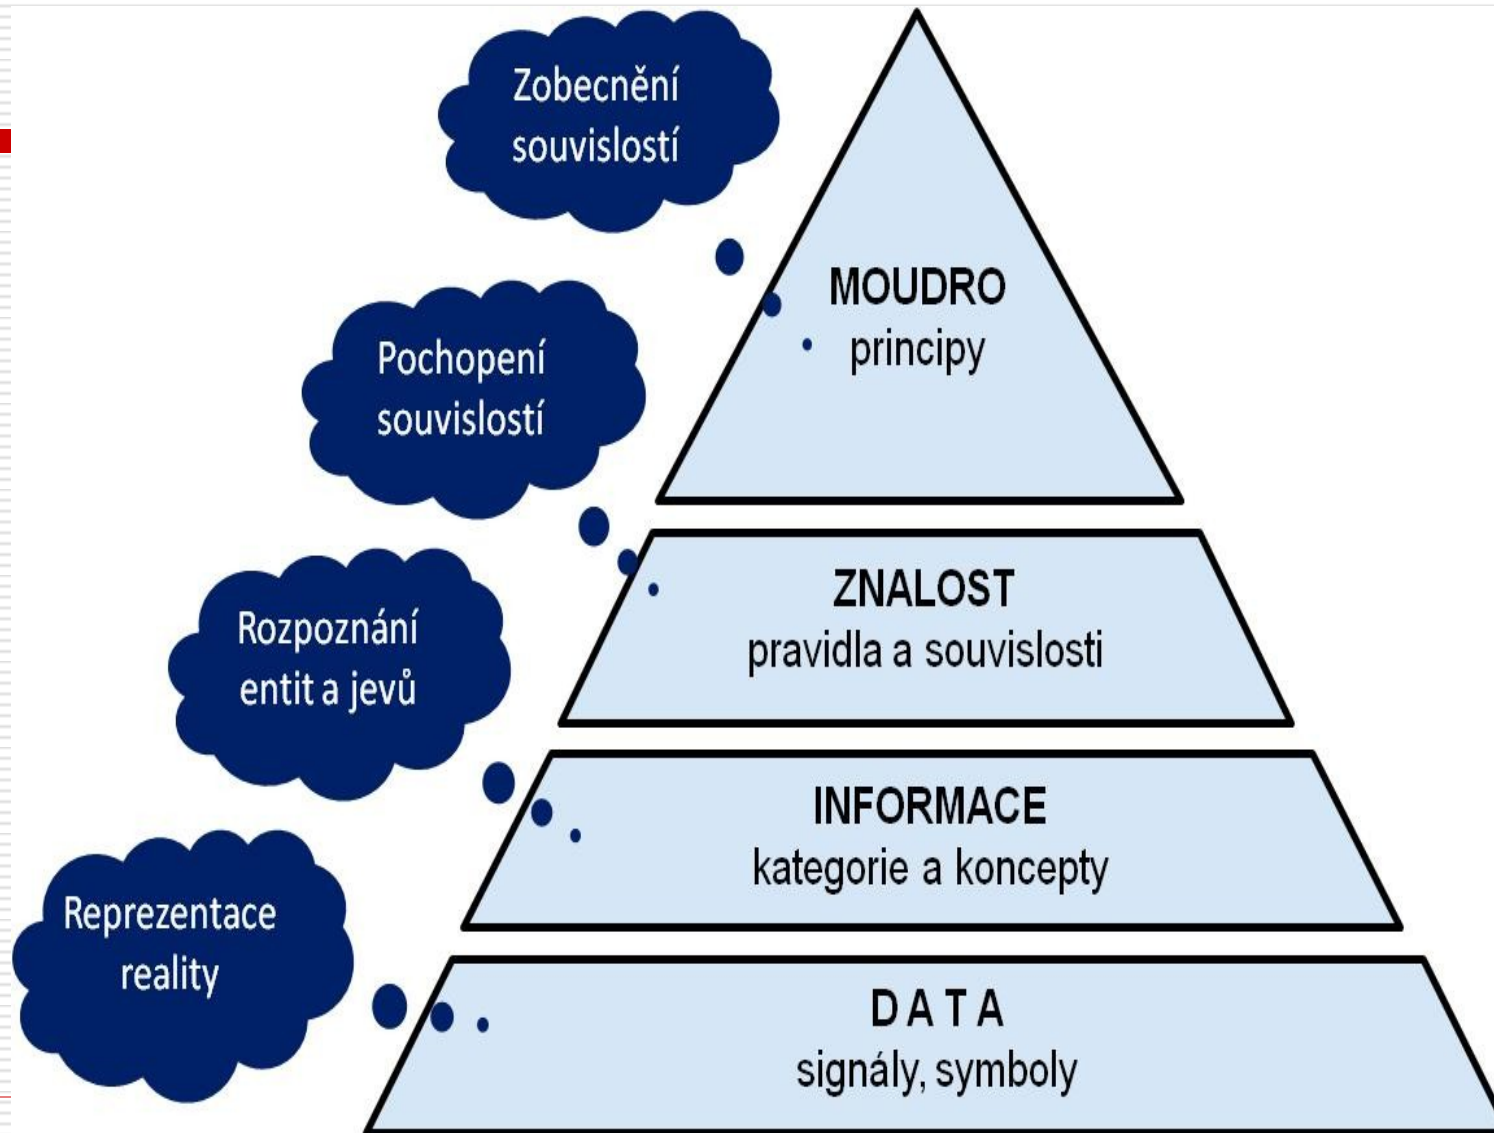 Zobecnění
souvislostí
MOUDRO
principy
Pochopení
souvislostí
ZNALOST
pravidla a souvislosti
Rozpoznání
entit a jevů
INFORMACE
kategorie a koncepty
Reprezentace
reality
DATA
signály, symboly